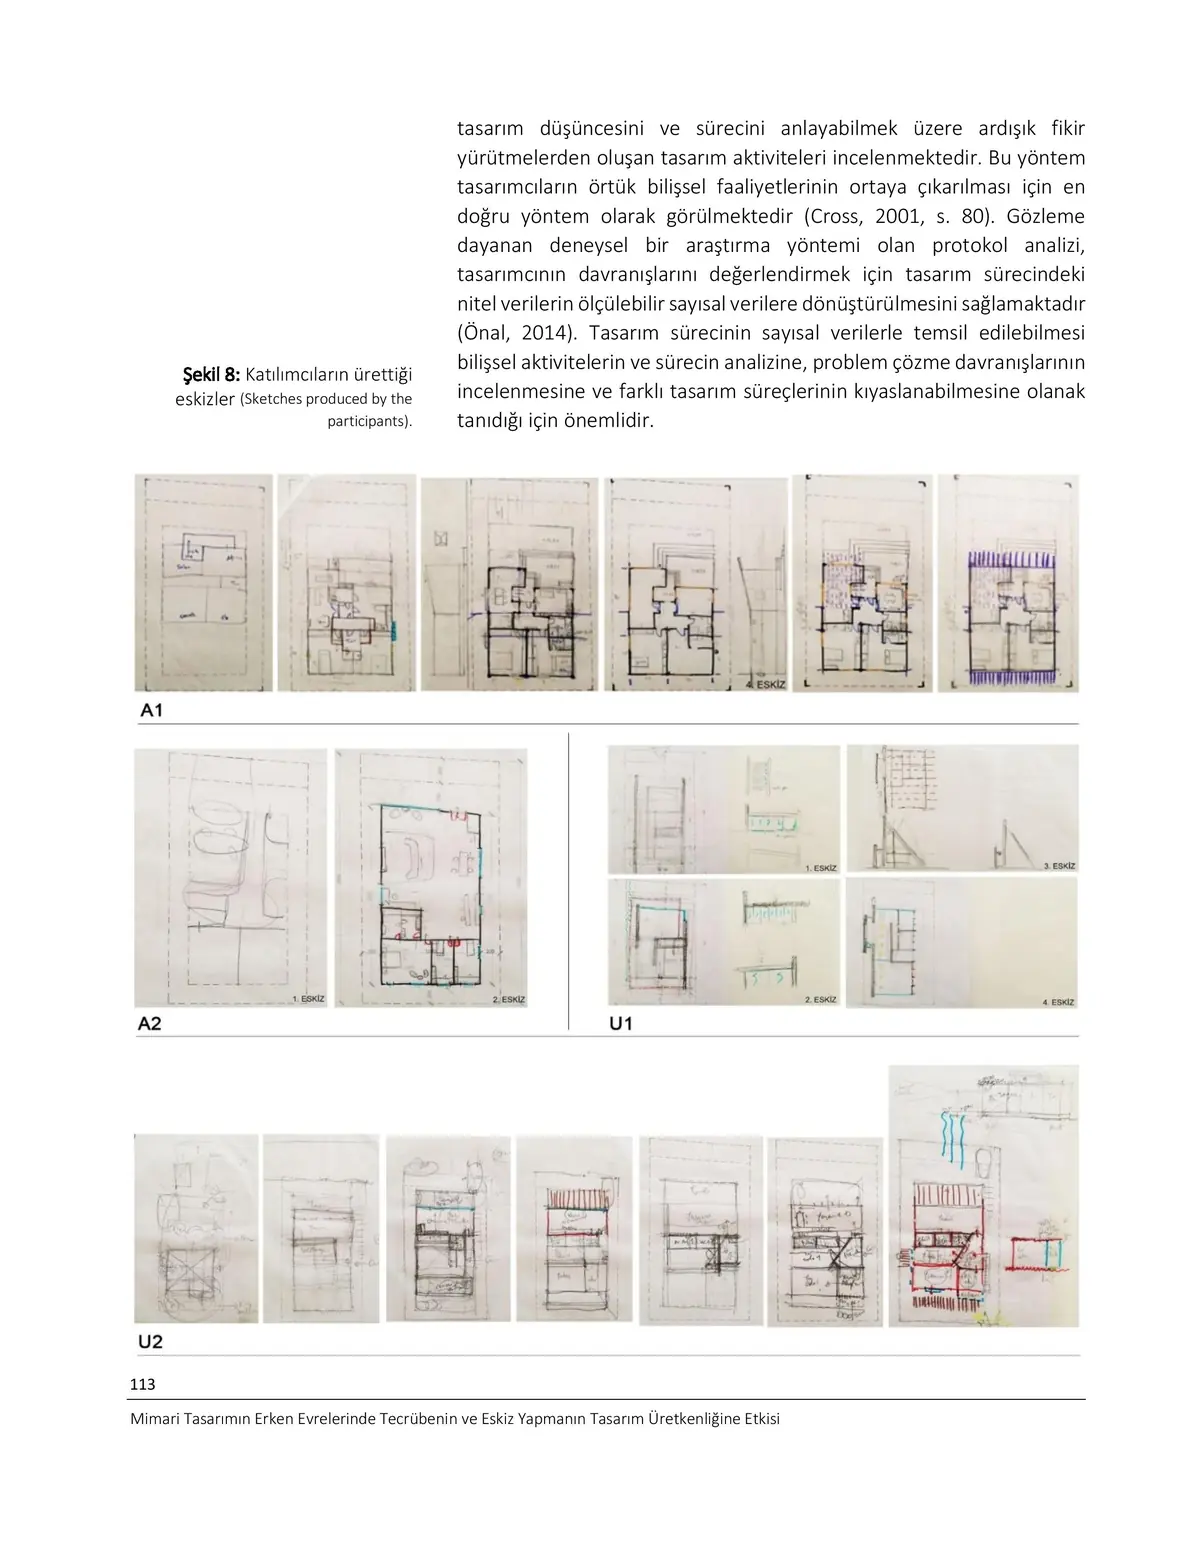 tasarım düşüncesini ve sürecini anlayabilmek üzere ardışık fikir
yürütmelerden oluşan tasarım aktiviteleri incelenmektedir. Bu yöntem
tasarımcıların örtük bilişsel faaliyetlerinin ortaya çıkarılması için en
doğru yöntem olarak görülmektedir (Cross, 2001, s. 80). Gözleme
dayanan deneysel bir araştırma yöntemi olan protokol analizi,
tasarımcının davranışlarını değerlendirmek için tasarım sürecindeki
nitel verilerin ölçülebilir sayısal verilere dönüştürülmesini sağlamaktadır
(Önal, 2014). Tasarım sürecinin sayısal verilerle temsil edilebilmesi
bilişsel aktivitelerin ve sürecin analizine, problem çözme davranışlarının
incelenmesine ve farklı tasarım süreçlerinin kıyaslanabilmesine olanak
tanıdığı için önemlidir.
Şekil 8: Katılımcıların ürettiği
eskizler (Sketches produced by the
participants).
4. ESKİZ
A1
1. ESKİZ
2. ESKİZ
A2
1. ESKİZ
3. ESKİZ
2. ESKİZ
4. ESKİZ
U1
U2
113
Mimari Tasarımın Erken Evrelerinde Tecrübenin ve Eskiz Yapmanın Tasarım Üretkenliğine Etkisi